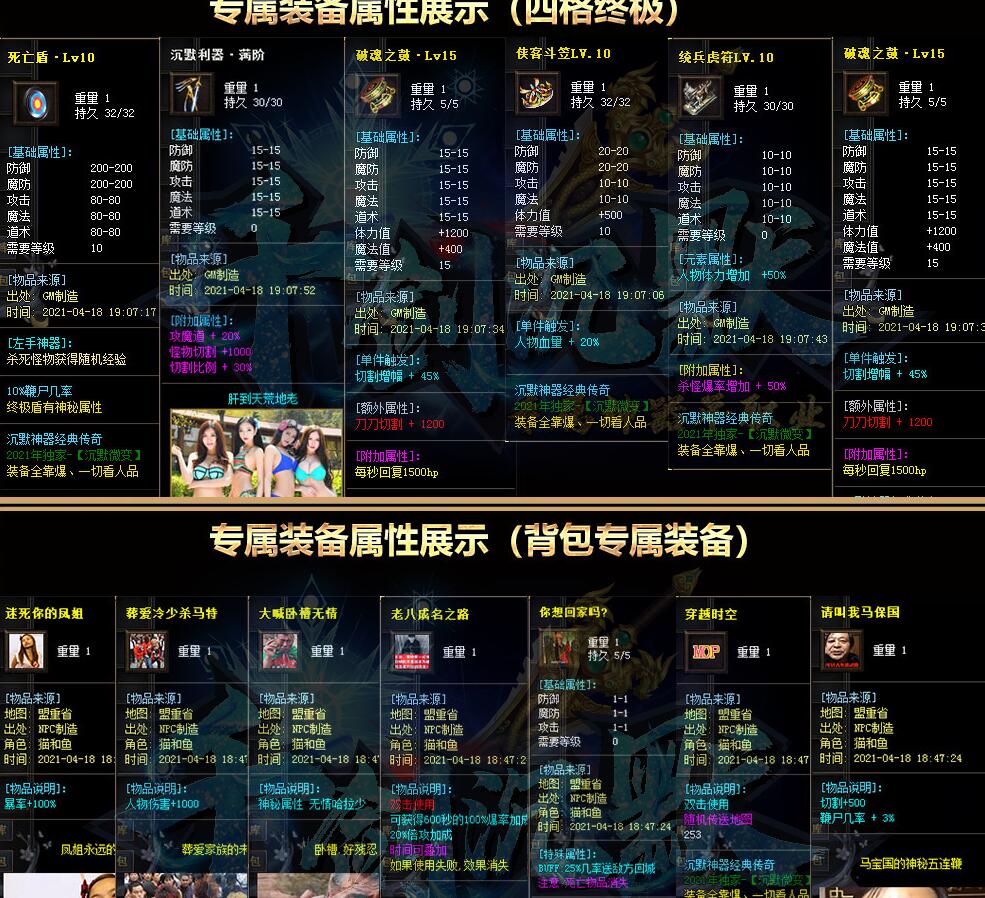 专属装备属性展示（四格终极）
死亡盾·Lv10
重量 1
持久 32/32
[基础属性]:
防御 200-200
魔防 200-200
攻击 80-80
魔法 80-80
道术 80-80
需要等级 10
[物品来源]
出处: GM制造
时间: 2021-04-18 19:07:17
[左手神器]:
杀死怪物获得随机经验
10%鞭尸几率
终极盾有神秘属性
沉默神器经典传奇
2021年独家-【沉默微变】
装备全靠爆、一切看人品
沉默利器·满阶
重量 1
持久 30/30
[基础属性]:
防御 15-15
魔防 15-15
攻击 15-15
魔法 15-15
道术 15-15
需要等级 0
[物品来源]
出处: GM制造
时间: 2021-04-18 19:07:52
[附加属性]:
攻魔道 + 20%
怪物切割 +1000
切割比例 + 30%
肝到天荒地老
破魂之鼓·Lv15
重量 1
持久 5/5
[基础属性]:
防御 15-15
魔防 15-15
攻击 15-15
魔法 15-15
道术 15-15
体力值 +1200
魔法值 +400
需要等级 15
[物品来源]
出处: GM制造
时间: 2021-04-18 19:07:34
[单件触发]:
切割增幅 + 45%
[额外属性]:
刀刀切割 + 1200
[附加属性]:
每秒回复1500hp
侠客斗笠LV.10
重量 1
持久 32/32
[基础属性]:
防御 20-20
魔防 20-20
攻击 10-10
魔法 10-10
体力值 +500
需要等级 10
[物品来源]
出处: GM制造
时间: 2021-04-18 19:07:06
[单件触发]:
人物血量 + 20%
沉默神器经典传奇
2021年独家-【沉默微变】
装备全靠爆、一切看人品
统兵虎符LV.10
重量 1
持久 30/30
[基础属性]:
防御 10-10
魔防 10-10
攻击 10-10
魔法 10-10
道术 10-10
需要等级 0
[元素属性]:
人物体力增加 +50%
[物品来源]
出处: GM制造
时间: 2021-04-18 19:07:43
[附加属性]:
杀怪爆率增加 + 50%
沉默神器经典传奇
2021年独家-【沉默微变】
装备全靠爆、一切看人品
破魂之鼓·Lv15
重量 1
持久 5/5
[基础属性]:
防御 15-15
魔防 15-15
攻击 15-15
魔法 15-15
道术 15-15
体力值 +1200
魔法值 +400
需要等级 15
[物品来源]
出处: GM制造
时间: 2021-04-18 19:07:3
[单件触发]:
切割增幅 + 45%
[额外属性]:
刀刀切割 + 1200
[附加属性]:
每秒回复1500hp
专属装备属性展示（背包专属装备）
迷死你的凤姐
重量 1
[物品来源]
地图: 盟重省
出处: NPC制造
角色: 猫和鱼
时间: 2021-04-18 18:
[物品说明]:
暴率+100%
凤姐永远的
葬爱冷少杀马特
重量 1
[物品来源]
地图: 盟重省
出处: NPC制造
角色: 猫和鱼
时间: 2021-04-18 18:4
[物品说明]:
人物伤害+1000
葬爱家族的未
大喊卧槽无情
重量 1
[物品来源]
地图: 盟重省
出处: NPC制造
角色: 猫和鱼
时间: 2021-04-18 18:4
[物品说明]:
神秘属性 无情哈拉少
卧槽.好残忍
老八成名之路
重量 1
[物品来源]
地图: 盟重省
出处: NPC制造
角色: 猫和鱼
时间: 2021-04-18 18:47:2
[物品说明]:
双击使用
可获得600秒的100%爆率加成
20%倍攻加成
时间可叠加
如果使用失败,效果消失
你想回家吗?
重量 1
持久 5/5
[基础属性]:
防御 1-1
魔防 1-1
攻击 1-1
需要等级 0
[物品来源]
地图: 盟重省
出处: NPC制造
角色: 猫和鱼
时间: 2021-04-18 18:47:24
[特殊属性]:
BUFF 25%几率送敌方回城
注意:死亡物品消失
穿越时空
MOP
重量 1
[物品来源]
地图: 盟重省
出处: NPC制造
角色: 猫和鱼
时间: 2021-04-18 18:47
[物品说明]:
双击使用
随机传送地图
253
沉默神器经典传奇
2021年独家-【沉默微变】
装备全靠爆、一切看人品
请叫我马保国
重量 1
[物品来源]
地图: 盟重省
出处: NPC制造
角色: 猫和鱼
时间: 2021-04-18 18:47:24
[物品说明]:
切割+500
鞭尸几率 + 3%
马宝国的神秘五连鞭